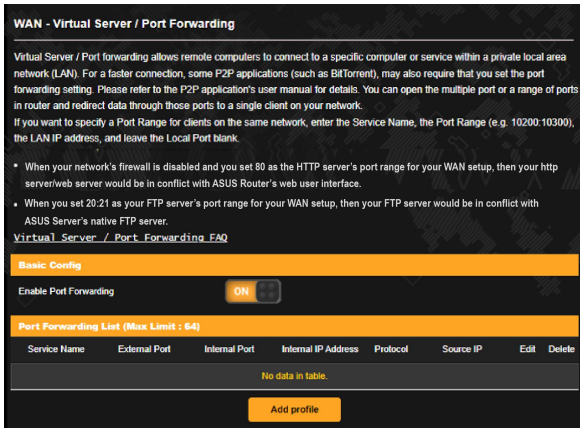 WAN - Virtual Server / Port Forwarding
Virtual Server / Port forwarding allows remote computers to connect to a specific computer or service within a private local area
network (LAN). For a faster connection, some P2P applications (such as BitTorrent), may also require that you set the port
forwarding setting. Please refer to the P2P application's user manual for details. You can open the multiple port or a range of ports
in router and redirect data through those ports to a single client on your network.
If you want to specify a Port Range for clients on the same network, enter the Service Name, the Port Range (e.g. 10200:10300),
the LAN IP address, and leave the Local Port blank.
• When your network's firewall is disabled and you set 80 as the HTTP server's port range for your WAN setup, then your http
server/web server would be in conflict with ASUS Router's web user interface.
• When you set 20:21 as your FTP server's port range for your WAN setup, then your FTP server would be in conflict with
ASUS Server's native FTP server.
Virtual Server / Port Forwarding FAQ
Basic Config
Enable Port Forwarding ON
Port Forwarding List (Max Limit : 64)
Service Name External Port Internal Port Internal IP Address Protocol Source IP Edit Delete
No data in table.
Add profile